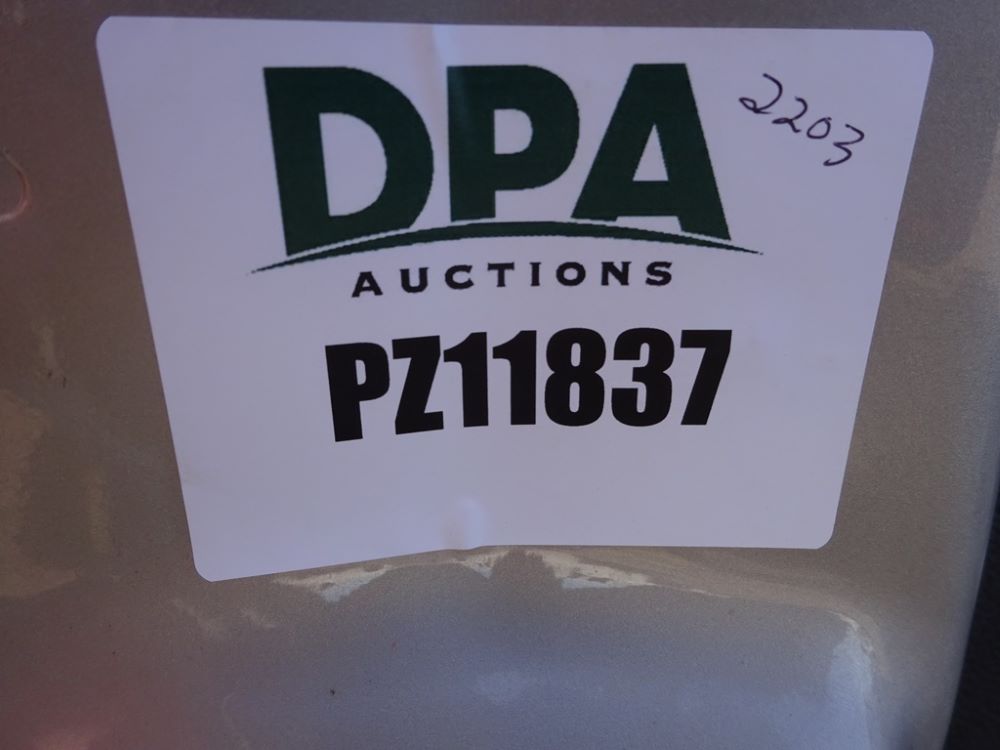 DPA
2203
AUCTIONS
PZ11837